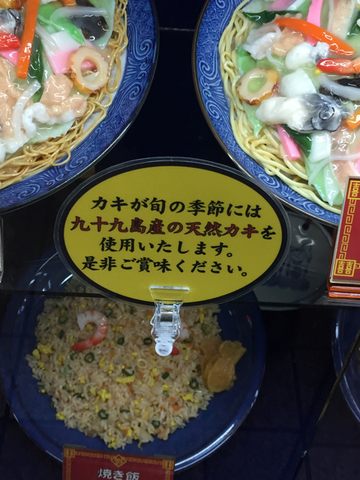 カキが旬の季節には
九十九島産の天然カキを
使用いたします。
是非ご賞味ください。
焼き飯